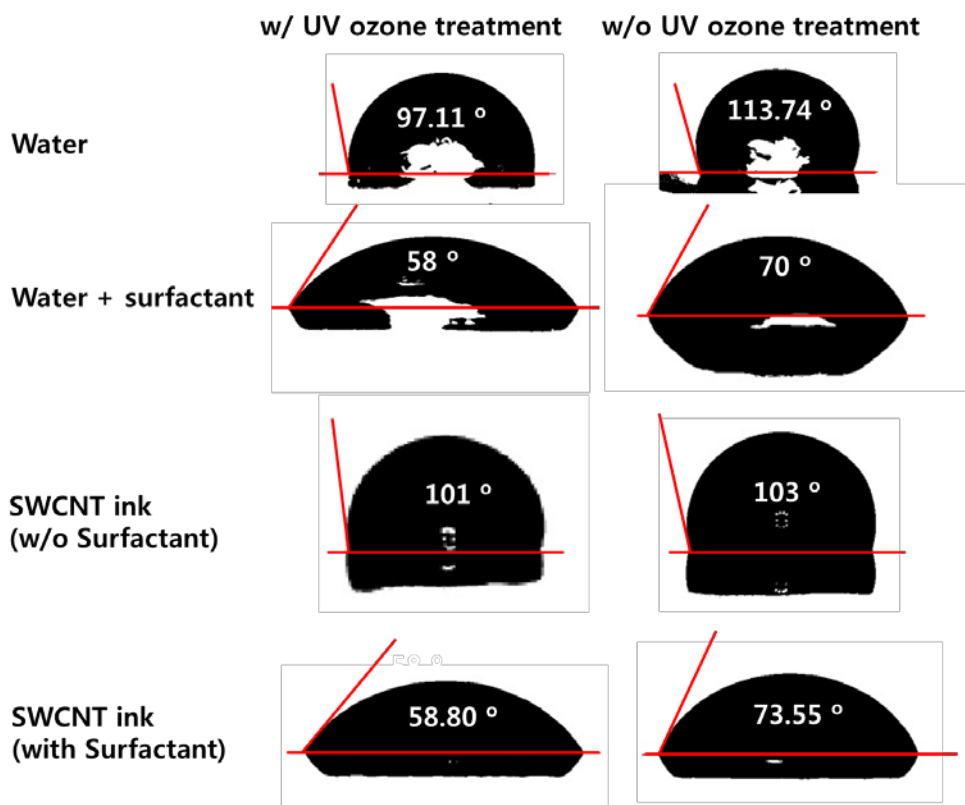 w/ UV ozone treatment
w/o UV ozone treatment
Water
97.11 º
113.74 º
Water + surfactant
58 º
70 º
SWCNT ink
(w/o Surfactant)
101 º
103 º
SWCNT ink
(with Surfactant)
58.80 º
73.55 º